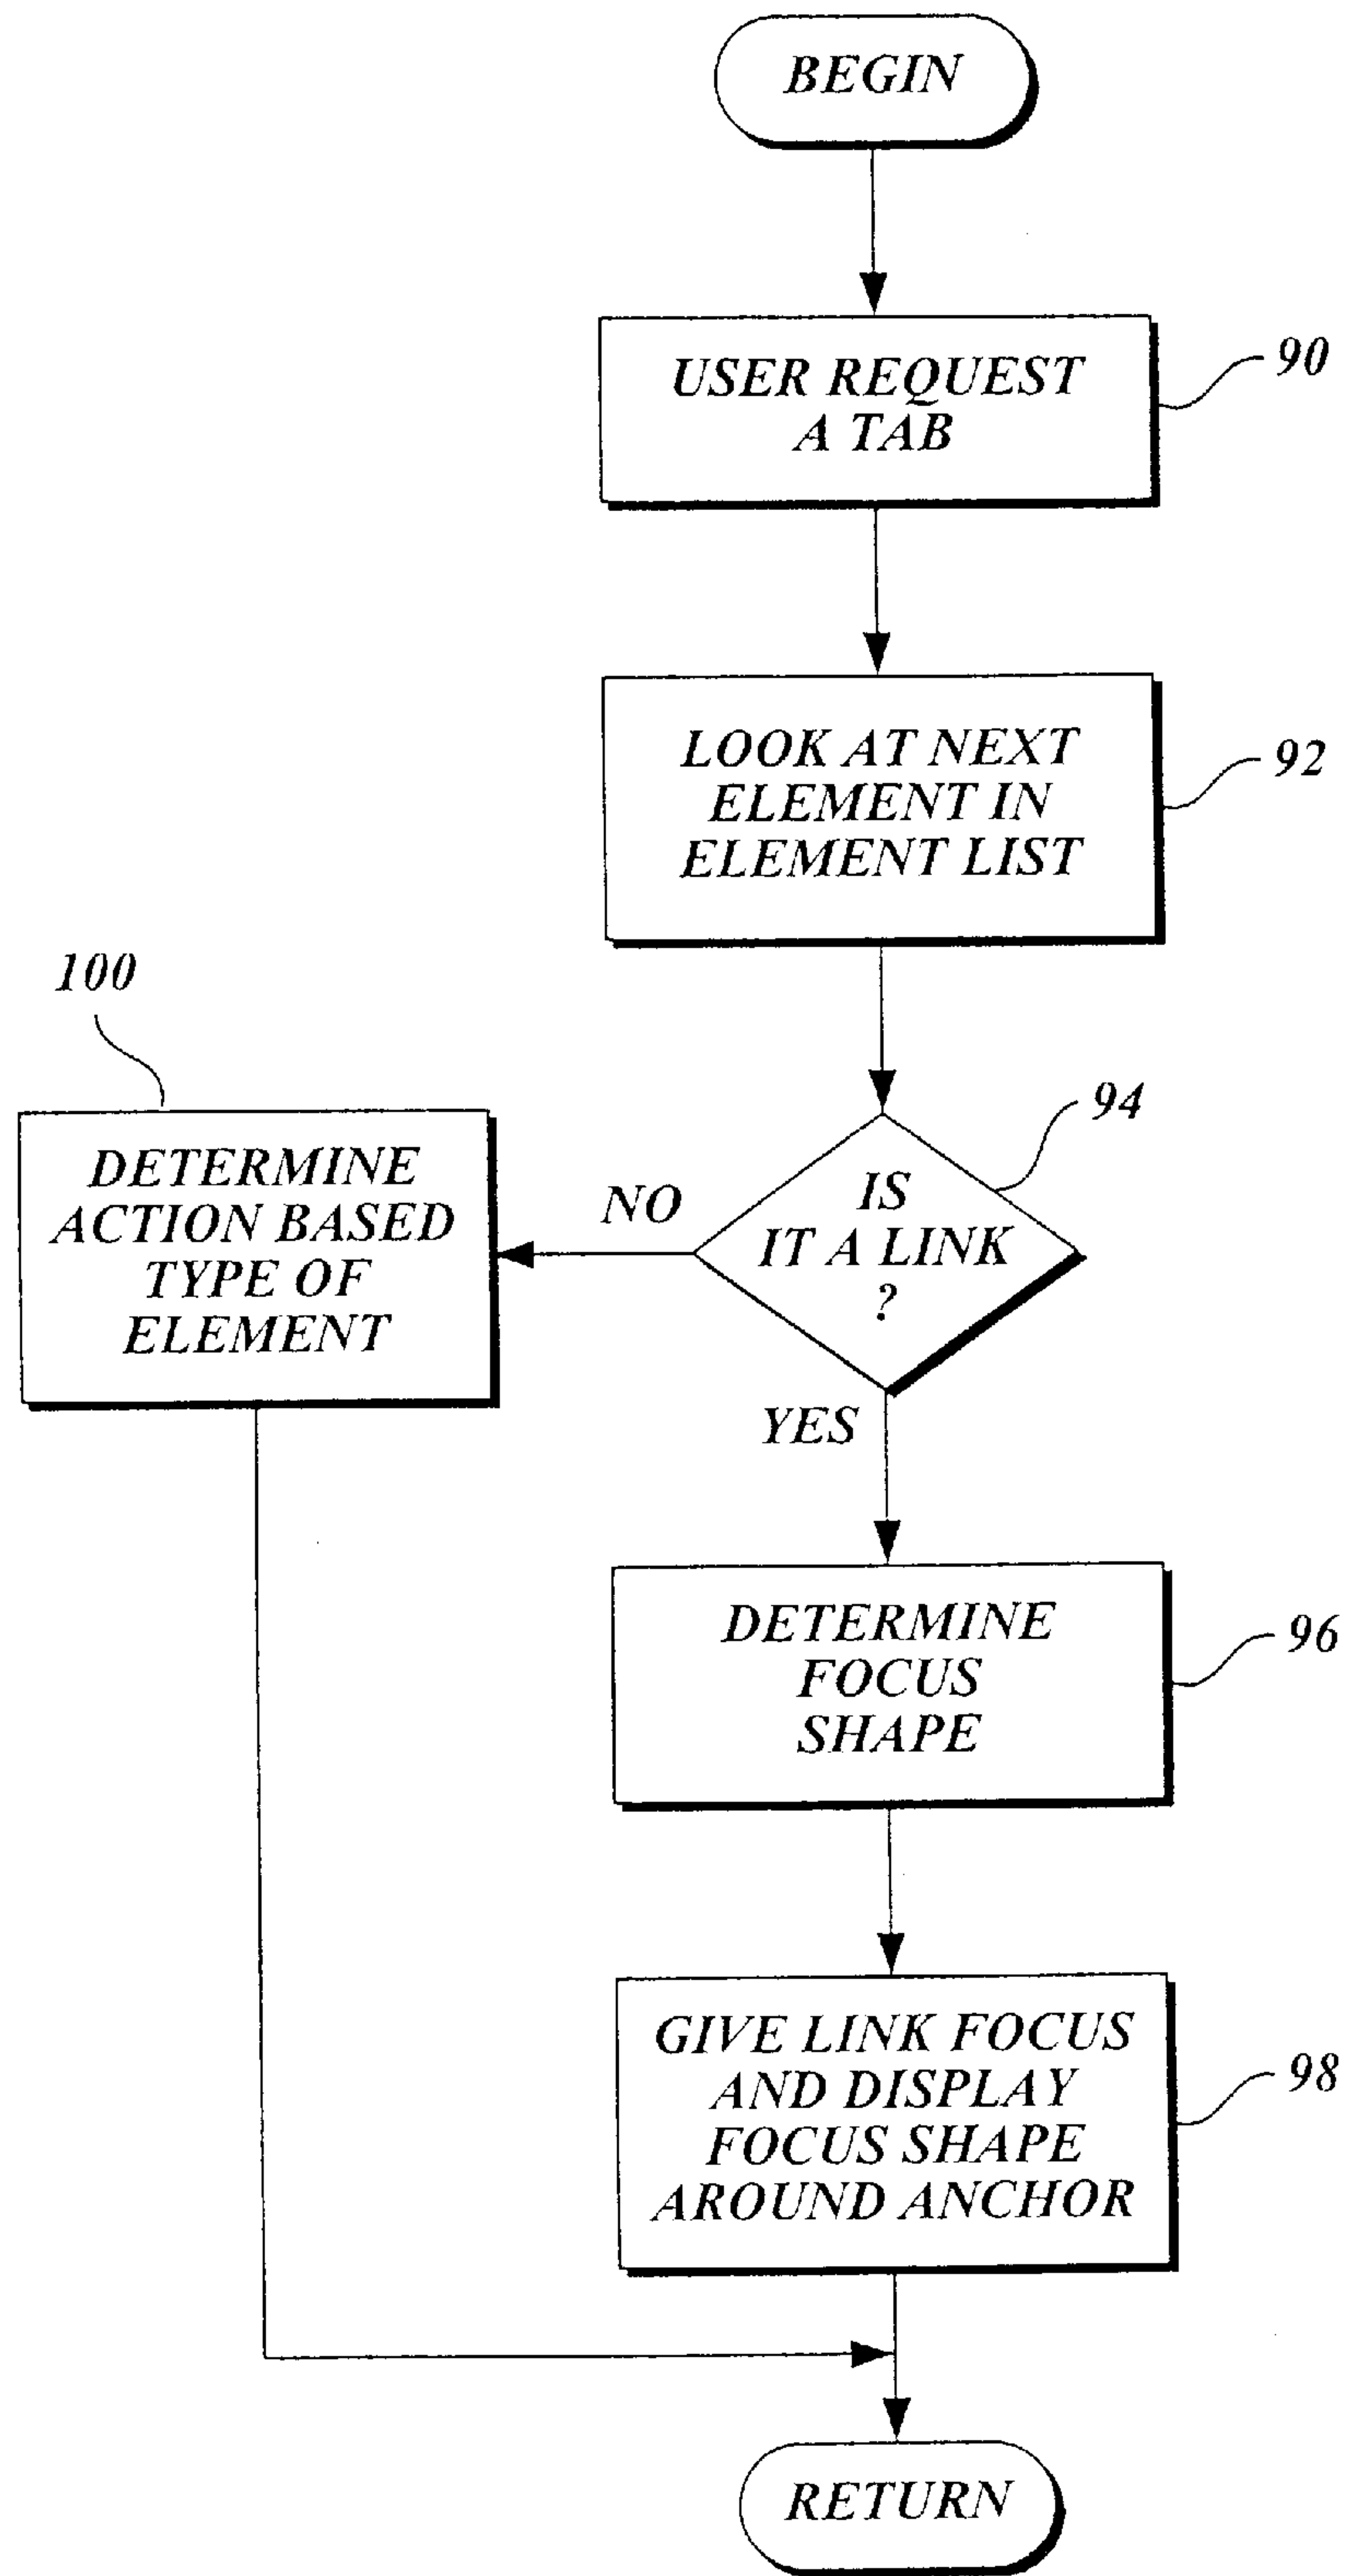 BEGIN
USER REQUEST
A TAB
90
LOOK AT NEXT
ELEMENT IN
ELEMENT LIST
92
100
94
DETERMINE
ACTION BASED
TYPE OF
ELEMENT
NO
IS
IT A LINK
?
YES
DETERMINE
FOCUS
SHAPE
96
GIVE LINK FOCUS
AND DISPLAY
FOCUS SHAPE
AROUND ANCHOR
98
RETURN